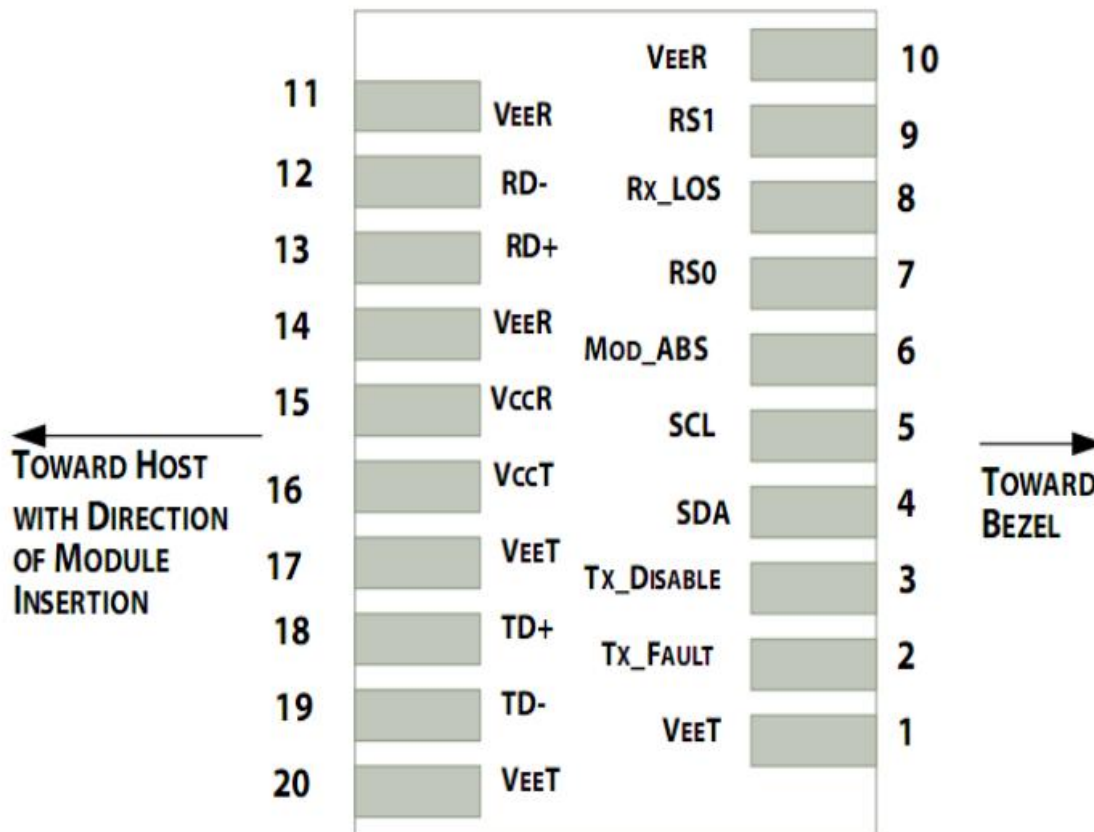 VEER 10
11 VEER
RS1 9
12 RD-
RX_LOS 8
13 RD+
RS0 7
14 VEER
MOD_ABS 6
15 VCCR
SCL 5
16 VCCT
SDA 4
17 VEET
TX_DISABLE 3
18 TD+
TX_FAULT 2
19 TD-
VEET 1
20 VEET
TOWARD HOST
WITH DIRECTION
OF MODULE
INSERTION
TOWARD
BEZEL